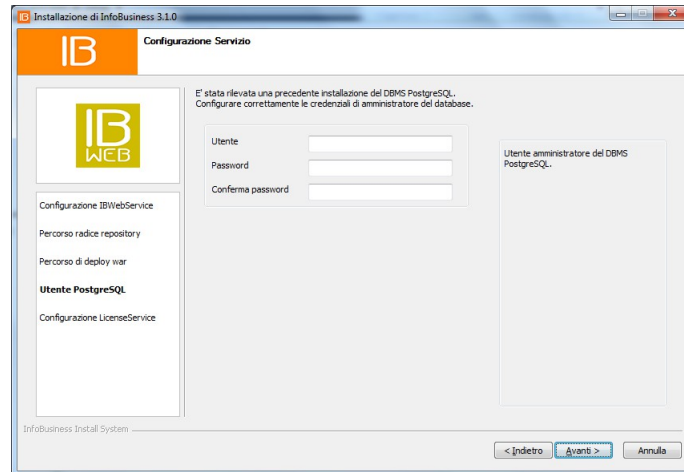 Installazione di InfoBusiness 3.1.0
IB
Configurazione Servizio
E' stata rilevata una precedente installazione del DBMS PostgreSQL.
Configurare correttamente le credenziali di amministratore del database.
IB
WEB
Utente
Password
Conferma password
Utente amministratore del DBMS
PostgreSQL.
Configurazione IBWebService
Percorso radice repository
Percorso di deploy war
Utente PostgreSQL
Configurazione LicenseService
InfoBusiness Install System
< Indietro
Avanti >
Annulla